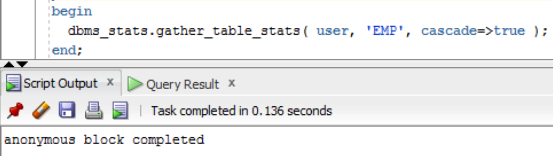 begin
dbms_stats.gather_table_stats( user, 'EMP', cascade=>true );
end;
Script Output x Query Result x
Task completed in 0.136 seconds
anonymous block completed